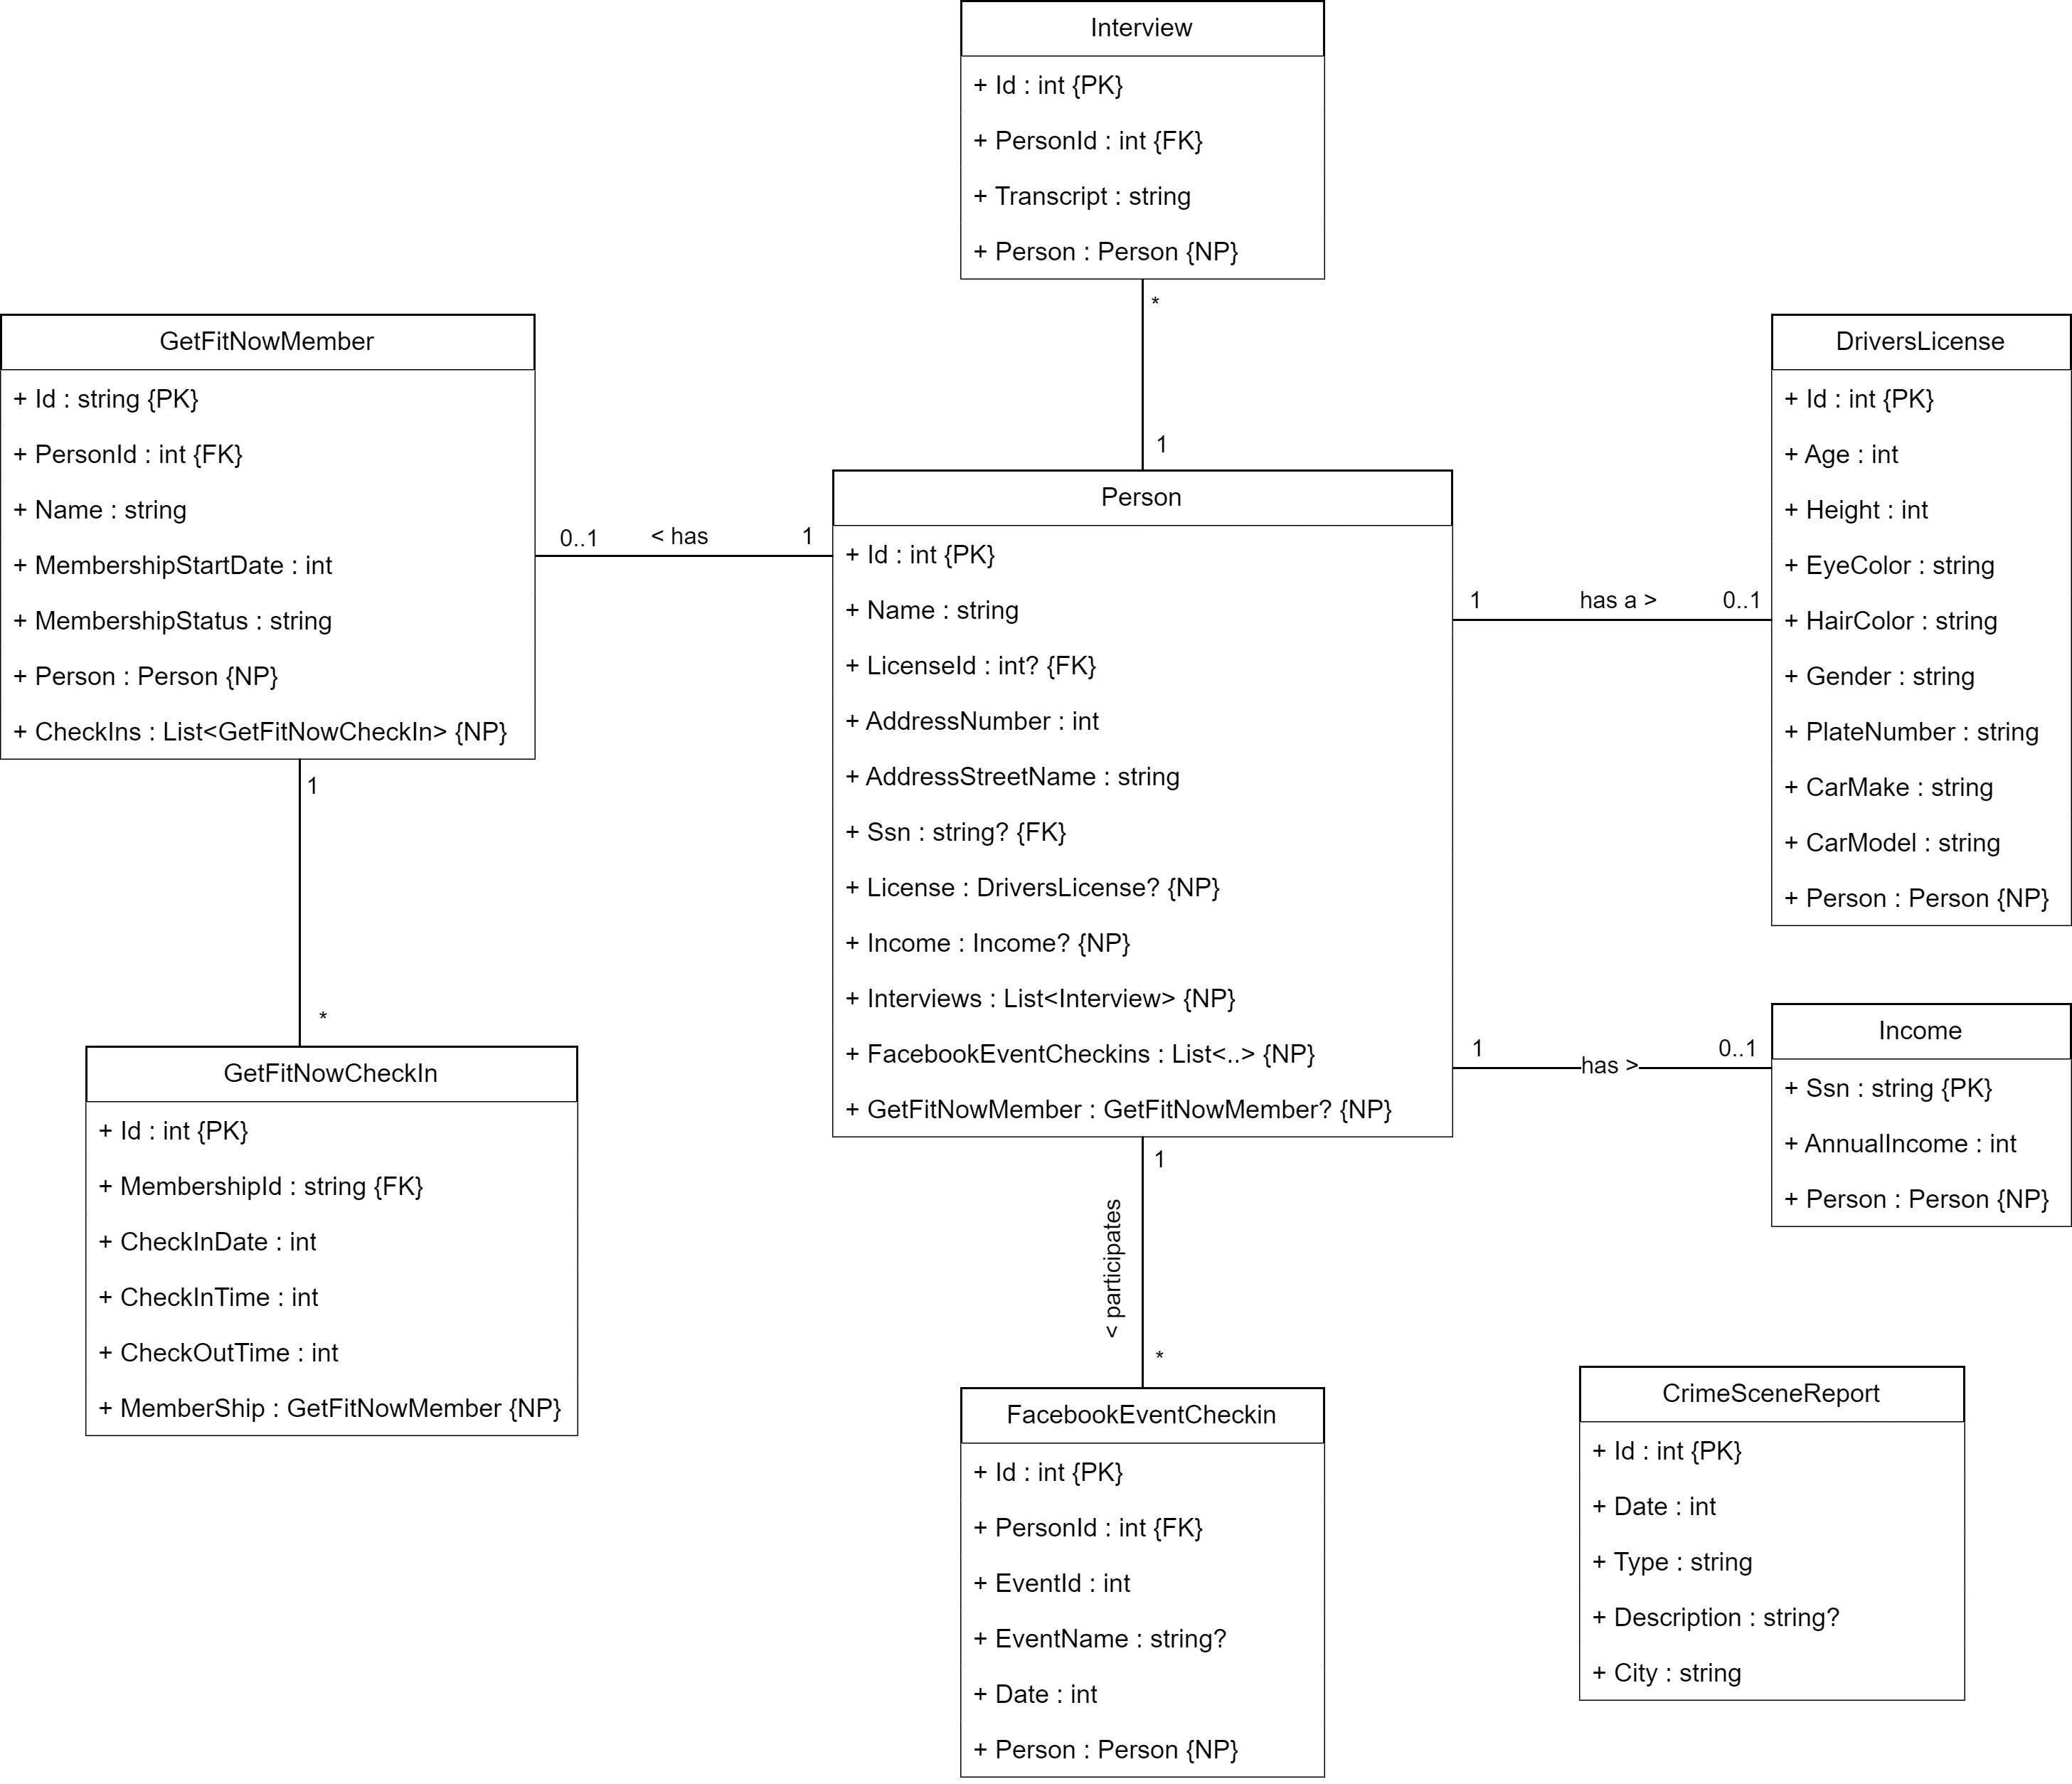 Interview
+ Id : int {PK}
+ PersonId : int {FK}
+ Transcript : string
+ Person : Person {NP}
*
1
GetFitNowMember
+ Id : string {PK}
+ PersonId : int {FK}
+ Name : string
+ MembershipStartDate : int
+ MembershipStatus : string
+ Person : Person {NP}
+ CheckIns : List<GetFitNowCheckIn> {NP}
0..1
< has
1
1
*
GetFitNowCheckIn
+ Id : int {PK}
+ MembershipId : string {FK}
+ CheckInDate : int
+ CheckInTime : int
+ CheckOutTime : int
+ MemberShip : GetFitNowMember {NP}
Person
+ Id : int {PK}
+ Name : string
+ LicenseId : int? {FK}
+ AddressNumber : int
+ AddressStreetName : string
+ Ssn : string? {FK}
+ License : DriversLicense? {NP}
+ Income : Income? {NP}
+ Interviews : List<Interview> {NP}
+ FacebookEventCheckins : List<..> {NP}
+ GetFitNowMember : GetFitNowMember? {NP}
1
has a >
0..1
DriversLicense
+ Id : int {PK}
+ Age : int
+ Height : int
+ EyeColor : string
+ HairColor : string
+ Gender : string
+ PlateNumber : string
+ CarMake : string
+ CarModel : string
+ Person : Person {NP}
1
has >
0..1
Income
+ Ssn : string {PK}
+ AnnualIncome : int
+ Person : Person {NP}
1
< participates
*
FacebookEventCheckin
+ Id : int {PK}
+ PersonId : int {FK}
+ EventId : int
+ EventName : string?
+ Date : int
+ Person : Person {NP}
CrimeSceneReport
+ Id : int {PK}
+ Date : int
+ Type : string
+ Description : string?
+ City : string